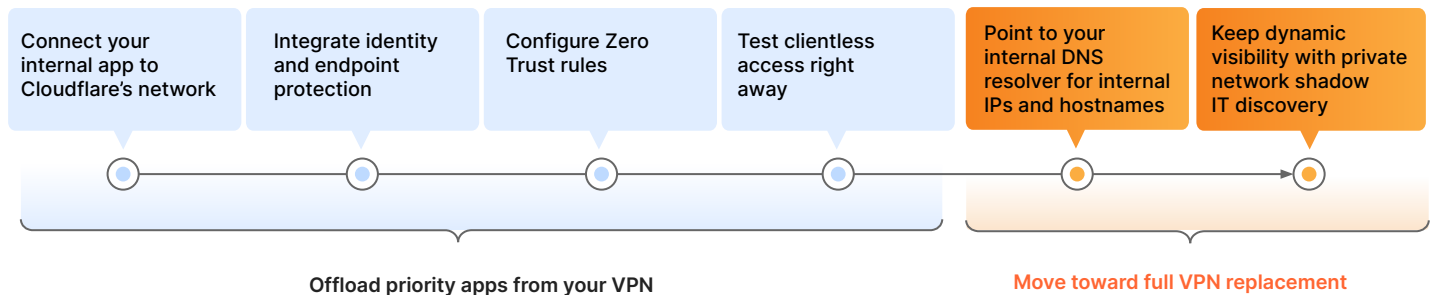 Connect your
internal app to
Cloudflare’s network
Integrate identity
and endpoint
protection
Configure Zero
Trust rules
Test clientless
access right
away
Point to your
internal DNS
resolver for internal
IPs and hostnames
Keep dynamic
visibility with private
network shadow
IT discovery
Offload priority apps from your VPN
Move toward full VPN replacement